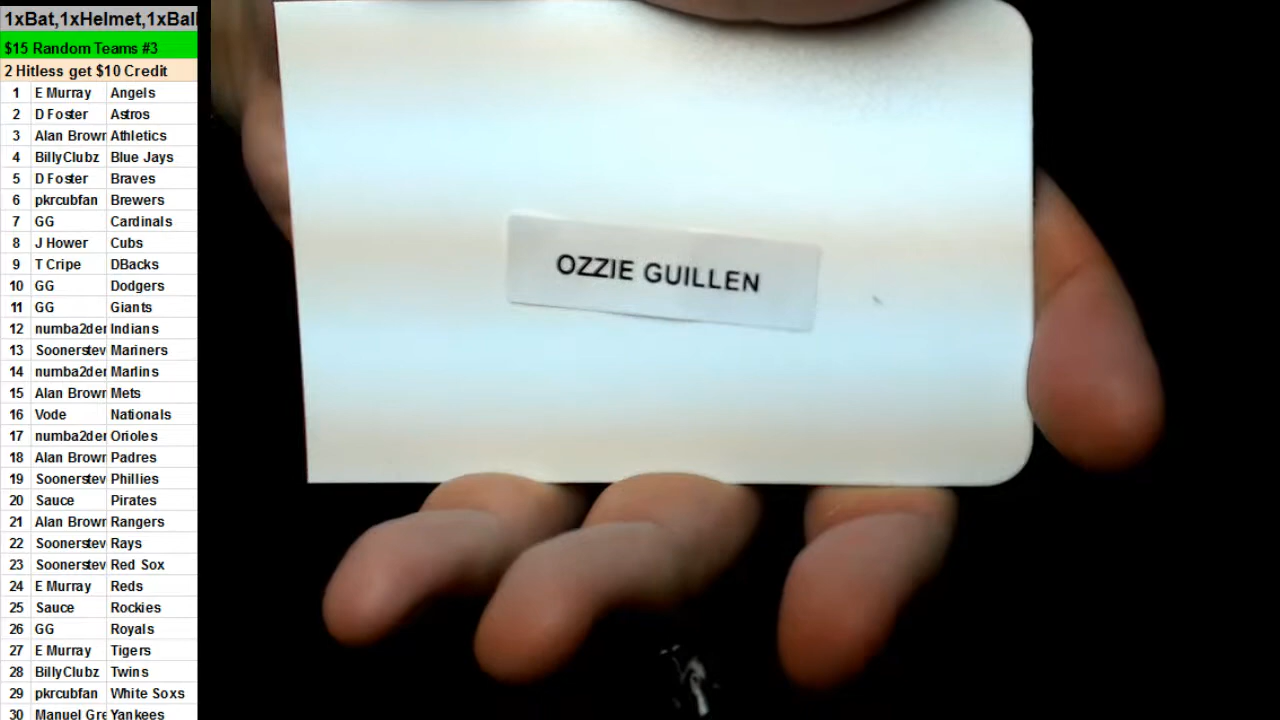 1xBat,1xHelmet,1xBall
$15 Random Teams #3
2 Hitless get $10 Credit
1 E Murray Angels
2 D Foster Astros
3 Alan Brown Athletics
4 BillyClubz Blue Jays
5 D Foster Braves
6 pkrcubfan Brewers
7 GG Cardinals
8 J Hower Cubs
9 T Cripe DBacks
10 GG Dodgers
11 GG Giants
12 numba2der Indians
13 Soonerstev Mariners
14 numba2der Marlins
15 Alan Brown Mets
16 Vode Nationals
17 numba2der Orioles
18 Alan Brown Padres
19 Soonerstev Phillies
20 Sauce Pirates
21 Alan Brown Rangers
22 Soonerstev Rays
23 Soonerstev Red Sox
24 E Murray Reds
25 Sauce Rockies
26 GG Royals
27 E Murray Tigers
28 BillyClubz Twins
29 pkrcubfan White Soxs
30 Manuel Gre Yankees
OZZIE GUILLEN